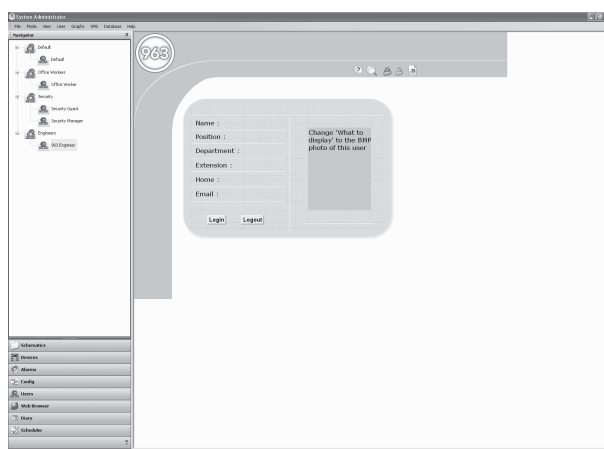 System Administrator
File Mode View User Graphs SMS Database Help
Navigator
Default
Default
Office Workers
Office Worker
Security
Security Guard
Security Manager
Engineers
963 Engineer
Schematics
Devices
Alarms
Config
Users
Web Browser
Diary
Scheduler
963
Name :
Position :
Department :
Extension :
Home :
Email :
Login Logout
Change 'What to
display' to the BMP
photo of this user